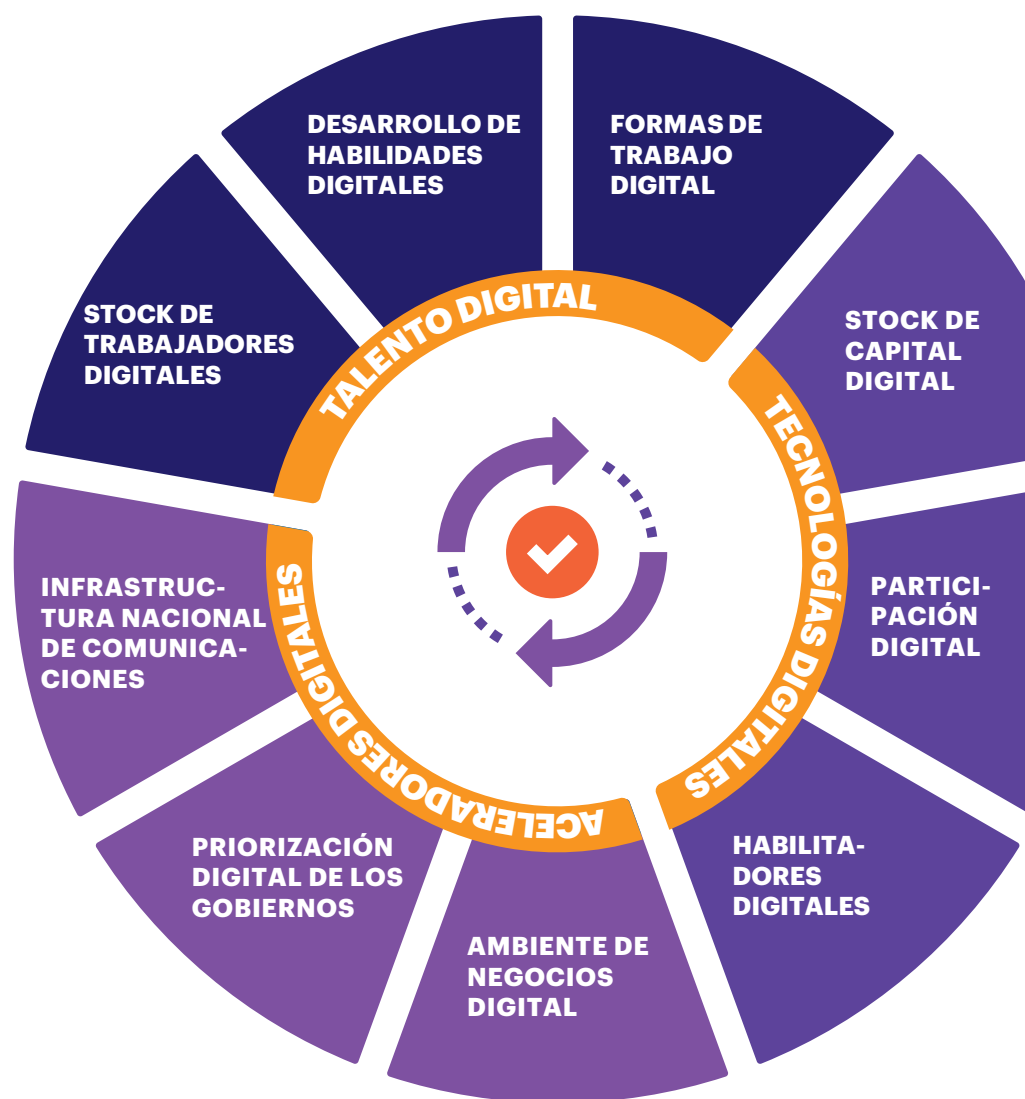 DESARROLLO DE
HABILIDADES
DIGITALES
FORMAS DE
TRABAJO
DIGITAL
STOCK DE
TRABAJADORES
DIGITALES
STOCK DE
CAPITAL
DIGITAL
TALENTO DIGITAL
TECNOLOGÍAS DIGITALES
ACELERADORES DIGITALES
INFRASTRUC-
TURA NACIONAL
DE COMUNICA-
CIONES
PARTICI-
PACIÓN
DIGITAL
PRIORIZACIÓN
DIGITAL DE LOS
GOBIERNOS
HABILITA-
DORES
DIGITALES
AMBIENTE DE
NEGOCIOS
DIGITAL